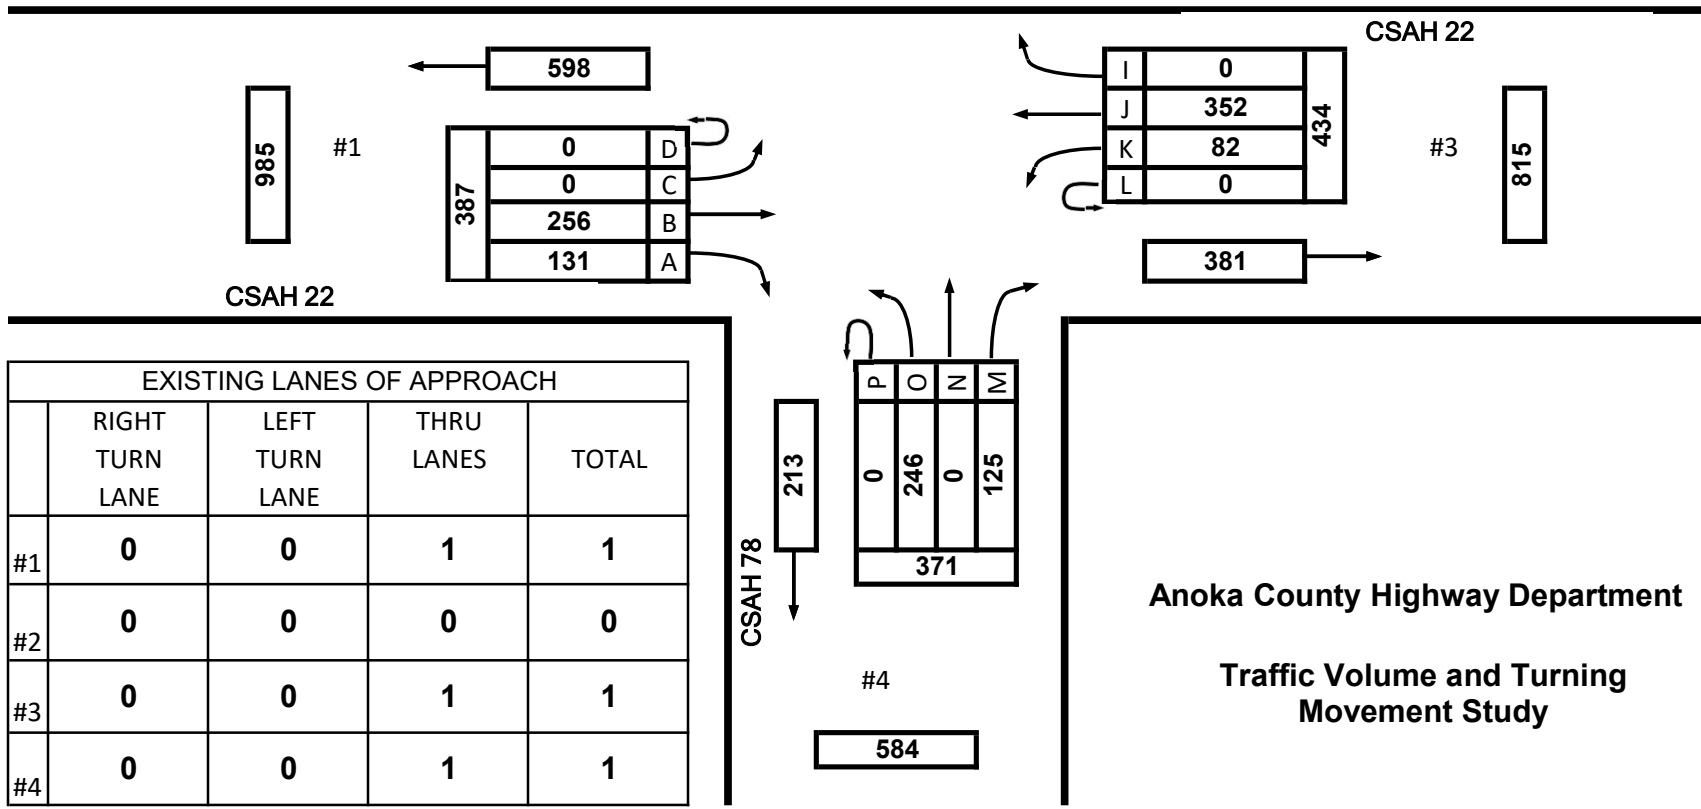 CSAH 22
598
985
#1
387
0 D
0 C
256 B
131 A
CSAH 22
I 0
J 352
K 82
L 0
434
#3
815
381
P O N M
0 246 0 125
371
213
CSAH 78
#4
584
EXISTING LANES OF APPROACH
RIGHT LEFT THRU
TURN TURN LANES TOTAL
LANE LANE
#1 0 0 1 1
#2 0 0 0 0
#3 0 0 1 1
#4 0 0 1 1
Anoka County Highway Department
Traffic Volume and Turning
Movement Study